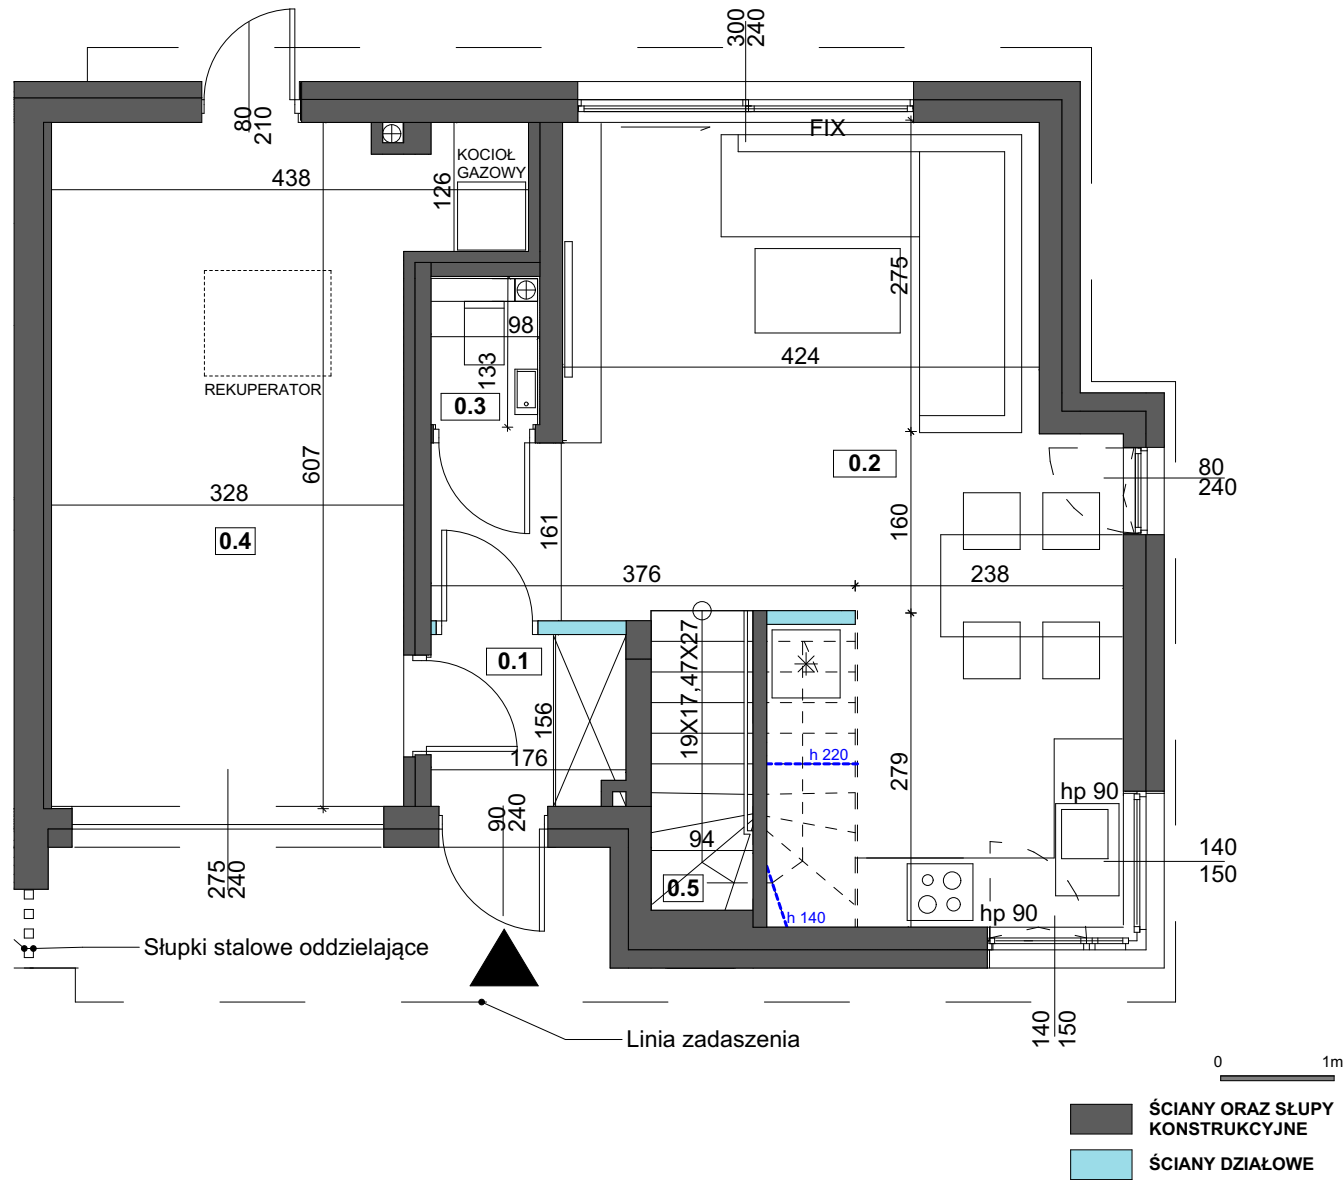 300
240
80
210
FIX
KOCIOŁ
GAZOWY
438
126
275
98
424
133
REKUPERATOR
0.3
0.2
607
80
240
328
161
160
0.4
376
238
19X17,47X27
0.1
156
h 220
176
279
hp 90
90
240
94
140
150
275
240
0.5
h 140
hp 90
Słupki stalowe oddzielające
140
150
Linia zadaszenia
0 1m
ŚCIANY ORAZ SŁUPY
KONSTRUKCYJNE
ŚCIANY DZIAŁOWE